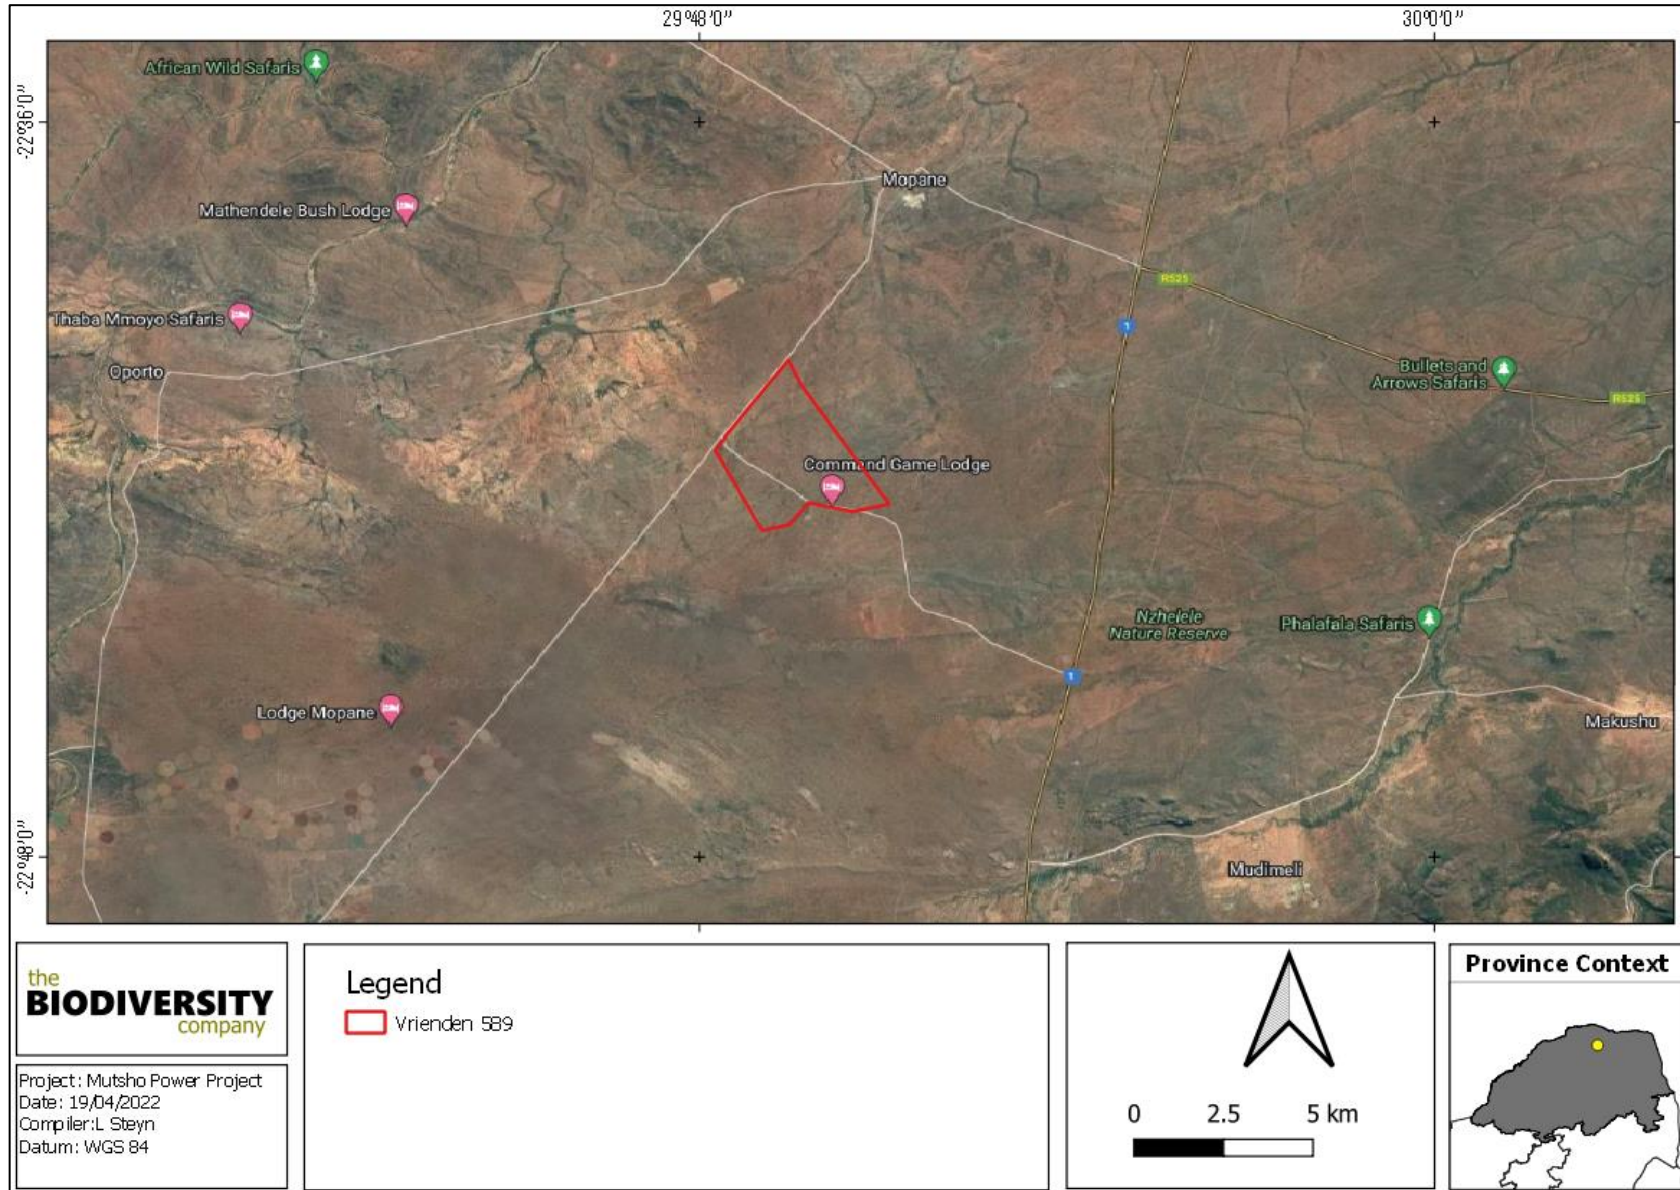 29°48'0"
30°0'0"
-22°36'0"
-22°48'0"
African Wild Safaris
Mopane
Mathendele Bush Lodge
R525
Thaba Mmoyo Safaris
1
Oporto
Bullets and
Arrows Safaris
R525
Command Game Lodge
Nzhelele
Nature Reserve
Phalafala Safaris
1
Lodge Mopane
Makushu
Mudimeli
the
BIODIVERSITY
company
Project: Mutsho Power Project
Date: 19/04/2022
Compiler:L Steyn
Datum: WGS 84
Legend
Vrienden 589
0 2.5 5 km
Province Context